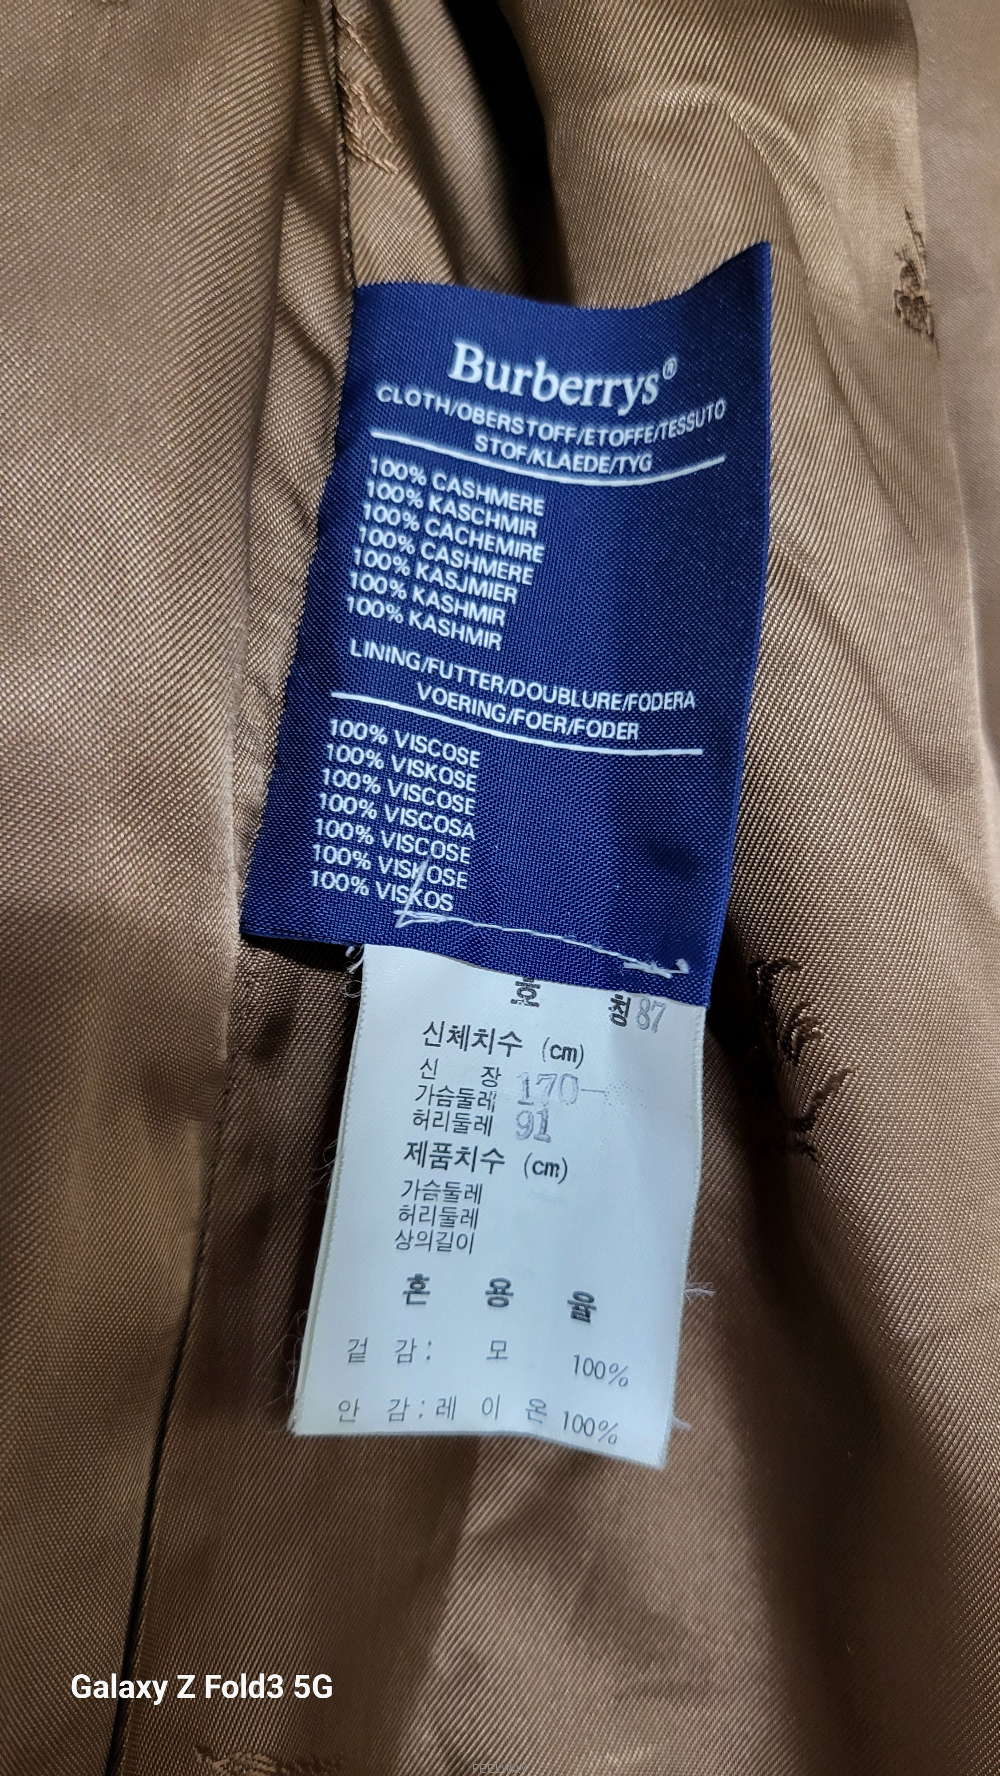 Burberrys®
CLOTH/OBERSTOFF/ETOFFE/TESSUTO
STOF/KLAEDE/TYG
100% CASHMERE
100% KASCHMIR
100% CACHEMIRE
100% CASHMERE
100% KASJMIER
100% KASHMIR
100% KASHMIR
LINING/FUTTER/DOUBLURE/FODERA
VOERING/FOER/FODER
100% VISCOSE
100% VISKOSE
100% VISCOSE
100% VISCOSA
100% VISCOSE
100% VISKOSE
100% VISKOS
호 칭 87
신체치수 (cm)
신 장 170
가슴둘레
허리둘레 91
제품치수 (cm)
가슴둘레
허리둘레
상의길이
혼 용 율
겉 감 : 모 100%
안 감 : 레 이 온 100%
Galaxy Z Fold3 5G